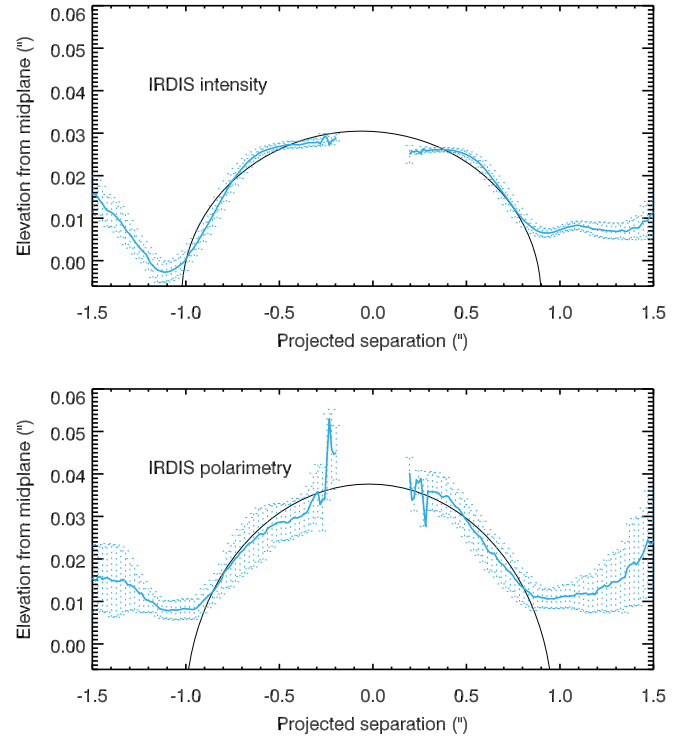 0.06
0.05
0.04
0.03
0.02
0.01
0.00
Elevation from midplane (")
IRDIS intensity
-1.5 -1.0 -0.5 0.0 0.5 1.0 1.5
Projected separation (")
0.06
0.05
0.04
0.03
0.02
0.01
0.00
Elevation from midplane (")
IRDIS polarimetry
-1.5 -1.0 -0.5 0.0 0.5 1.0 1.5
Projected separation (")